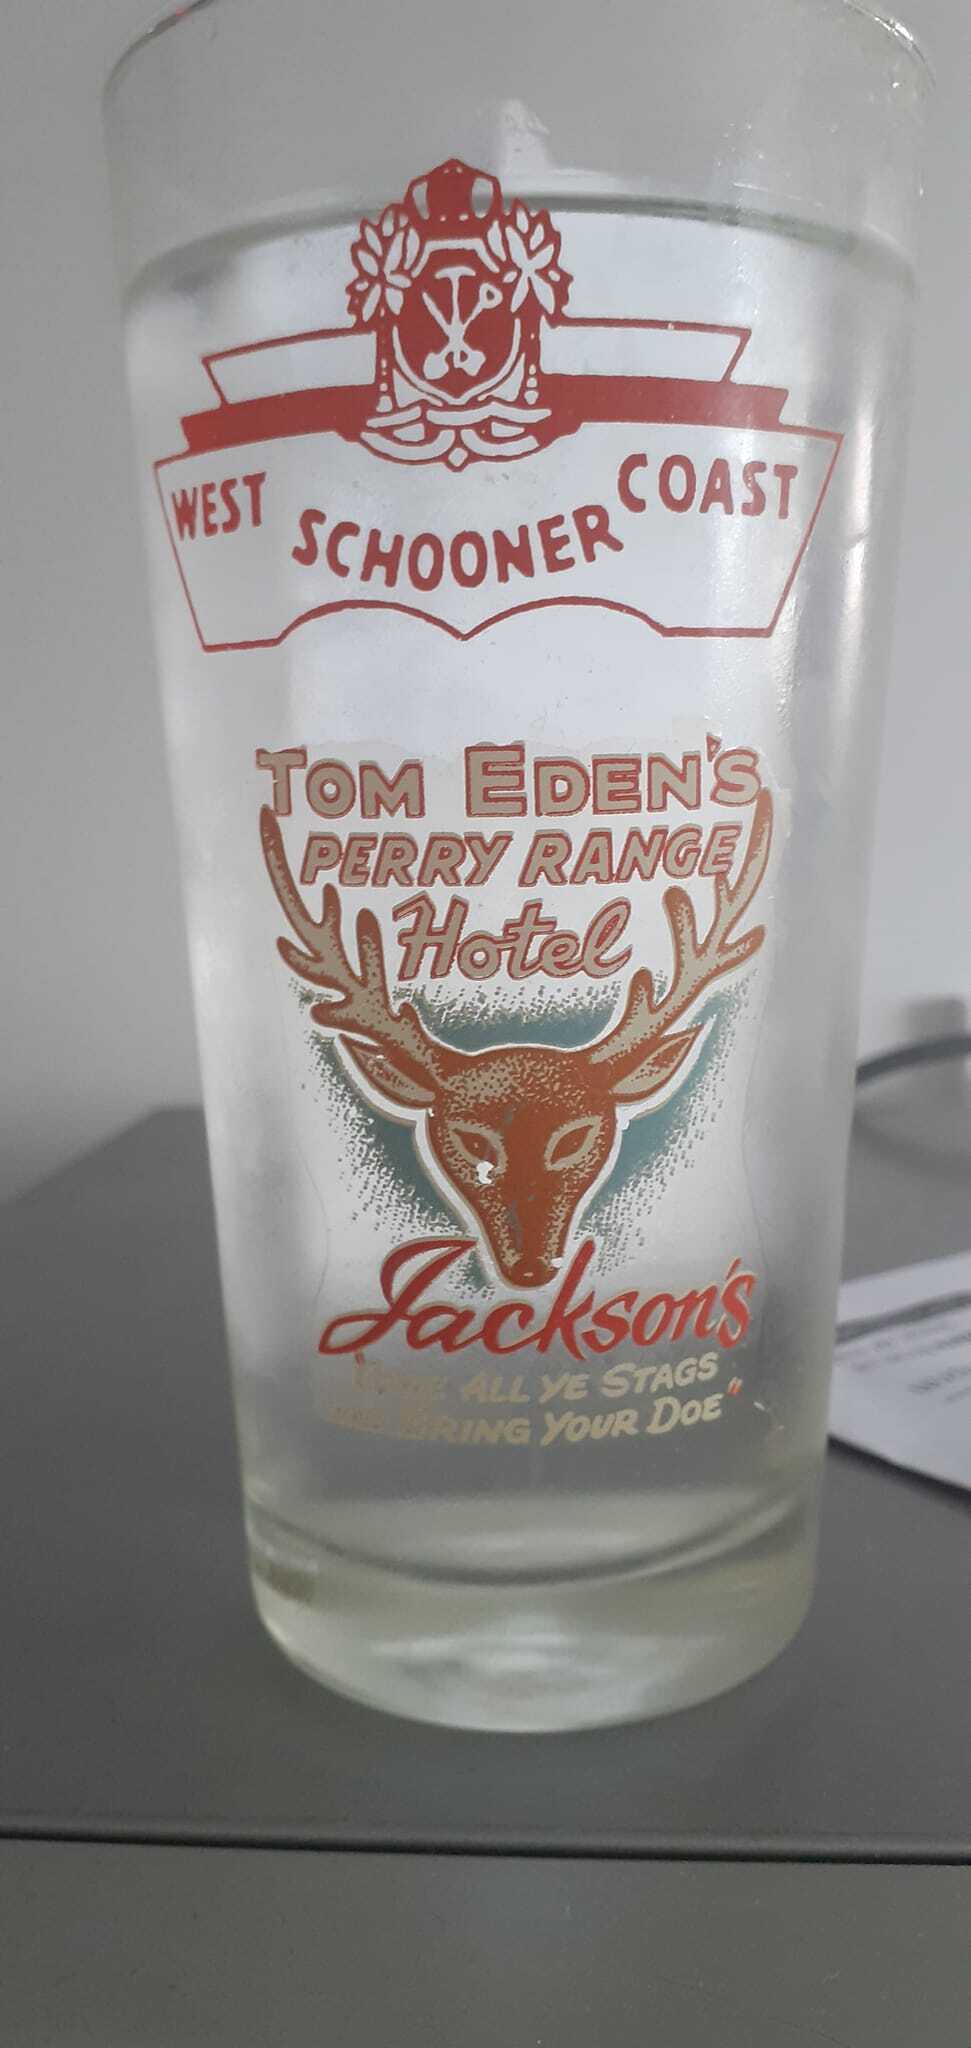 WEST SCHOONER COAST
TOM EDEN'S
PERRY RANGE
Hotel
Jackson's
ALL YE STAGS
BRING YOUR DOE"